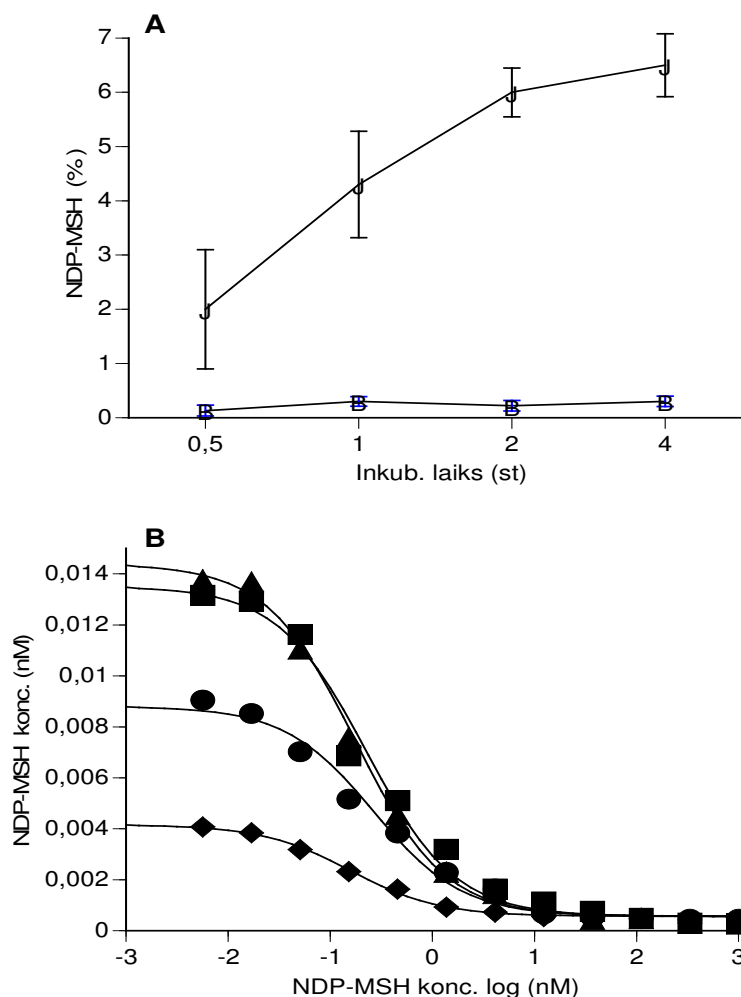 A
7
6
5
4
3
2
1
0
NDP-MSH (%)
J J J J
B B B B
0,5 1 2 4
Inkub. laiks (st)
B
0,014
0,012
0,01
0,008
0,006
0,004
0,002
0
NDP-MSH konc. (nM)
-3 -2 -1 0 1 2 3
NDP-MSH konc. log (nM)